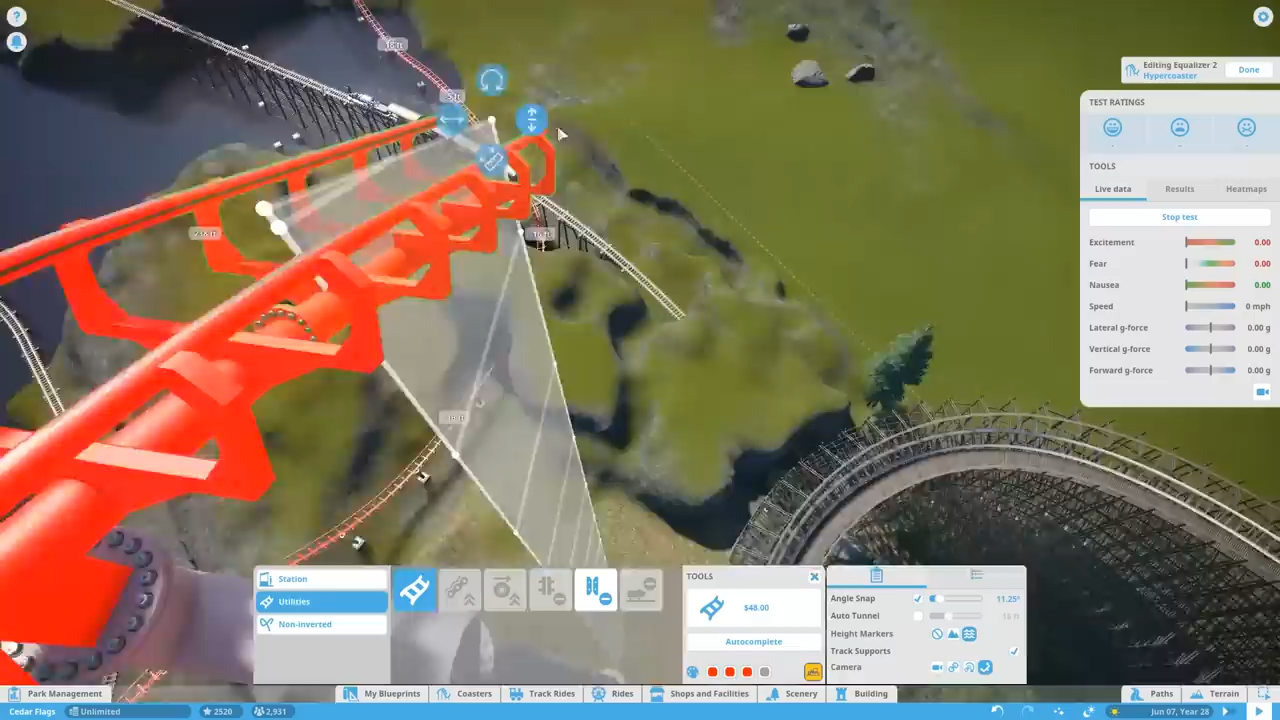 Editing Equalizer 2
Hypercoaster
Done
TEST RATINGS
TOOLS
Live data
Results
Heatmaps
Stop test
Excitement 0.00
Fear 0.00
Nausea 0.00
Speed 0 mph
Lateral g-force 0.00 g
Vertical g-force 0.00 g
Forward g-force 0.00 g
Station
Utilities
Non-inverted
TOOLS
$48.00
Autocomplete
Angle Snap 11.25°
Auto Tunnel 16 ft
Height Markers
Track Supports
Camera
Park Management
My Blueprints
Coasters
Track Rides
Rides
Shops and Facilities
Scenery
Building
Paths
Terrain
Cedar Flags
Unlimited
2520
2,931
Jun 07, Year 28